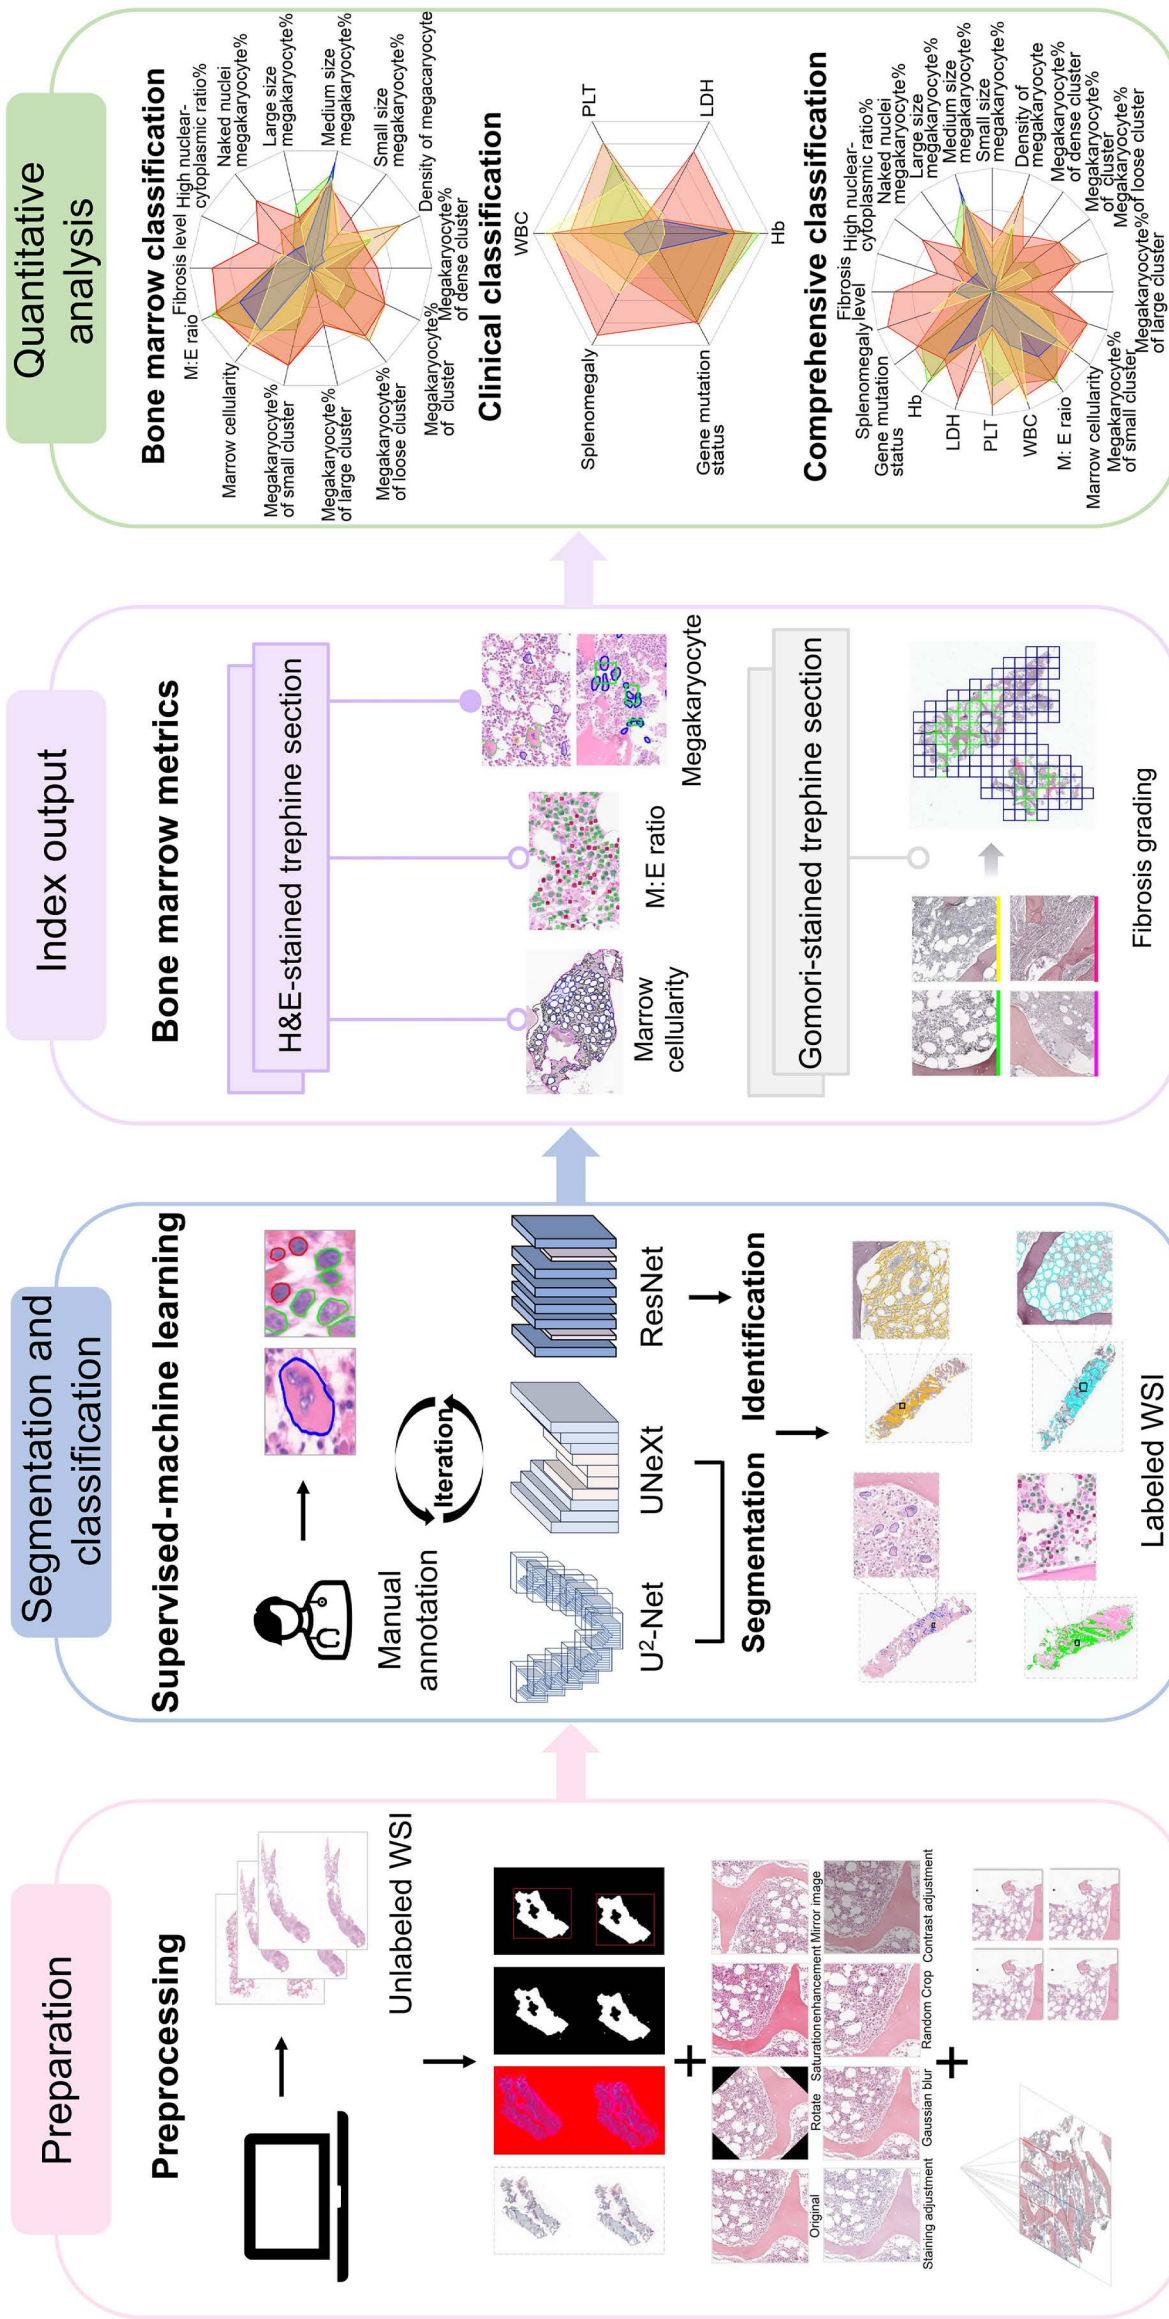 Preparation
Preprocessing
Unlabeled WSI
Original
Rotate
Saturationenhancement
Mirror image
Staining adjustment
Gaussian blur
Random Crop
Contrast adjustment
Segmentation and
classification
Supervised-machine learning
Manual
annotation
Iteration
U²-Net
UNeXt
ResNet
Segmentation
Identification
Labeled WSI
Index output
Bone marrow metrics
H&E-stained trephine section
Marrow
cellularity
M:E ratio
Megakaryocyte
Gomori-stained trephine section
Fibrosis grading
Quantitative
analysis
Bone marrow classification
Fibrosis level
High nuclear-
cytoplasmic ratio%
Naked nuclei
megakaryocyte%
Large size
megakaryocyte%
Medium size
megakaryocyte%
Small size
megakaryocyte%
Density of megacaryocyte
Megakaryocyte%
of dense cluster
Megakaryocyte%
of cluster
Megakaryocyte%
of loose cluster
Megakaryocyte%
of large cluster
Megakaryocyte%
of small cluster
Marrow cellularity
M:E raio
Clinical classification
WBC
PLT
LDH
Hb
Gene mutation
status
Splenomegaly
Comprehensive classification
Fibrosis
level
High nuclear-
cytoplasmic ratio%
Naked nuclei
megakaryocyte%
Large size
megakaryocyte%
Medium size
megakaryocyte%
Small size
megakaryocyte%
Density of
megakaryocyte
Megakaryocyte%
of dense cluster
Megakaryocyte%
of cluster
Megakaryocyte%
of loose cluster
Megakaryocyte%
of large cluster
Megakaryocyte%
of small cluster
Marrow cellularity
M: E raio
WBC
PLT
LDH
Hb
Gene mutation
status
Splenomegaly